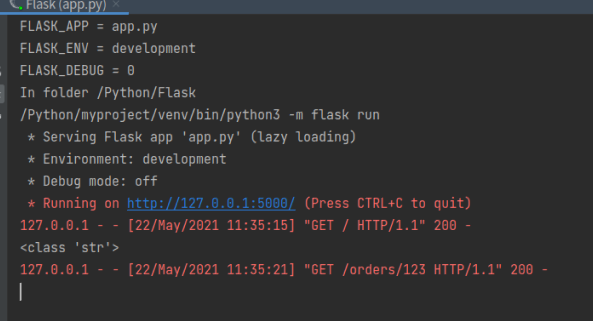 Flask (app.py) ×
FLASK_APP = app.py
FLASK_ENV = development
FLASK_DEBUG = 0
In folder /Python/Flask
/Python/myproject/venv/bin/python3 -m flask run
* Serving Flask app 'app.py' (lazy loading)
* Environment: development
* Debug mode: off
* Running on http://127.0.0.1:5000/ (Press CTRL+C to quit)
127.0.0.1 - - [22/May/2021 11:35:15] "GET / HTTP/1.1" 200 -
<class 'str'>
127.0.0.1 - - [22/May/2021 11:35:21] "GET /orders/123 HTTP/1.1" 200 -